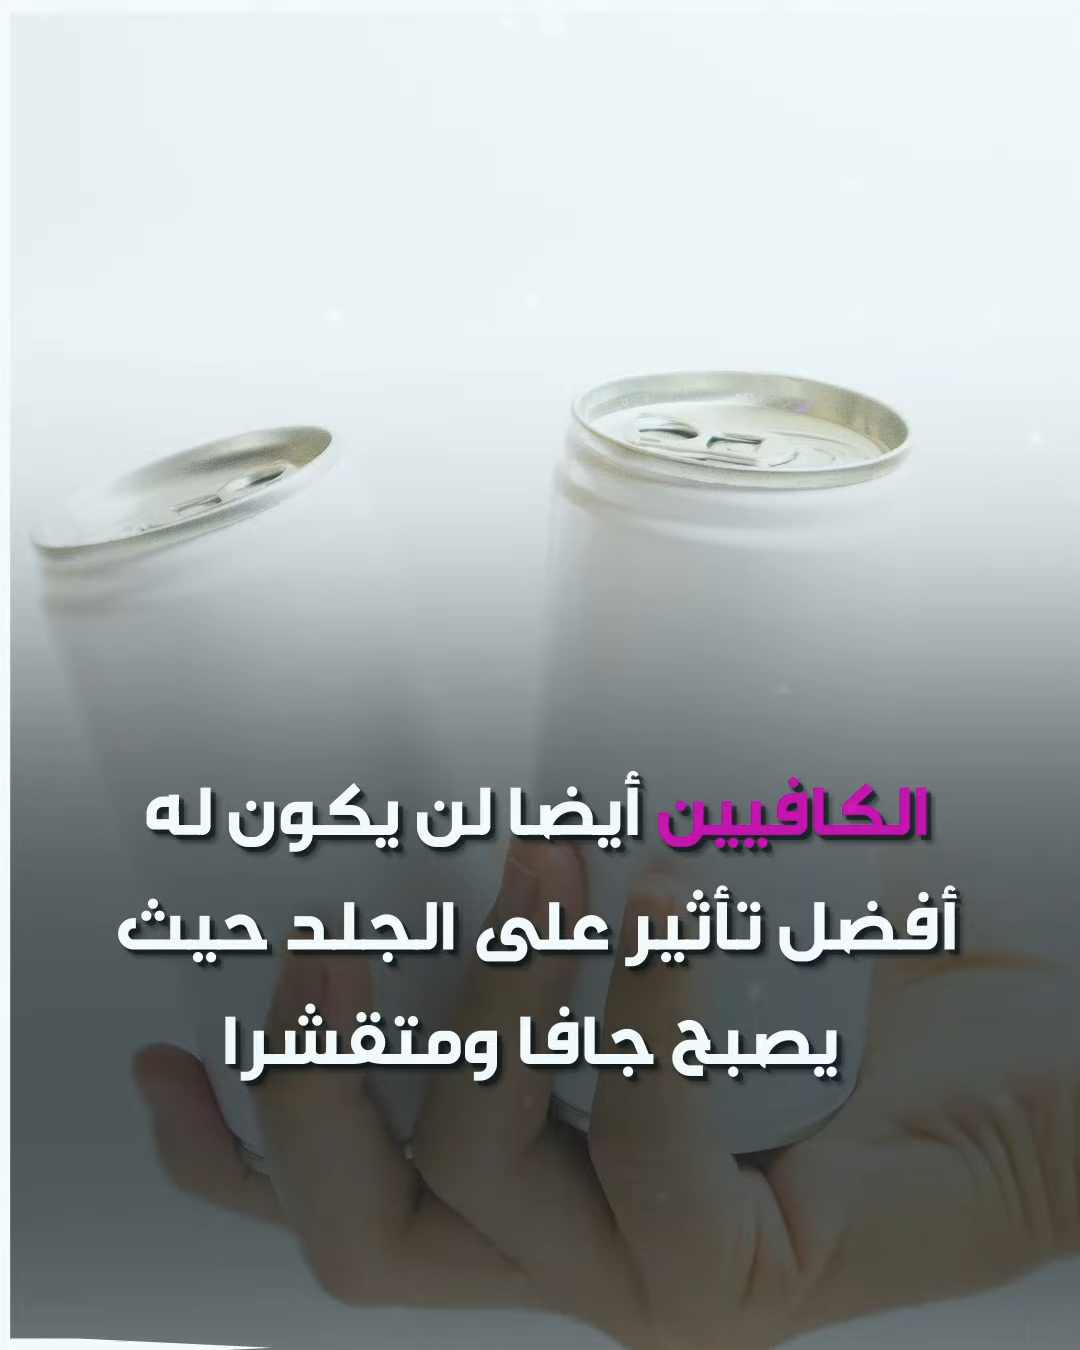 الكافيين أيضا لن يكون له
أفضل تأثير على الجلد حيث
يصبح جافا ومتقشرا